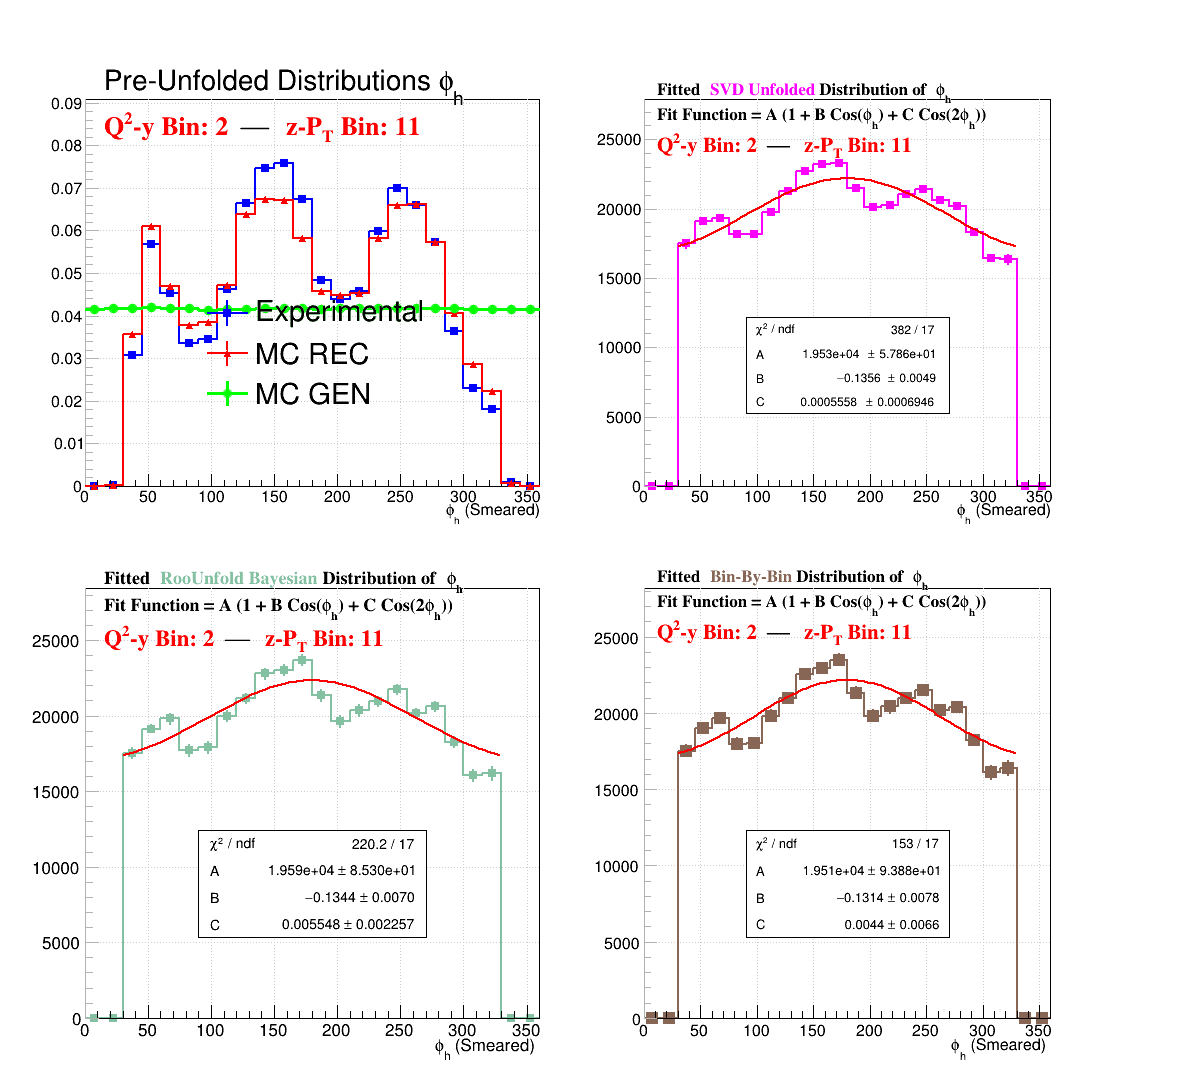 Pre-Unfolded Distributions ϕh
Q2-y Bin: 2 — z-PT Bin: 11
0.09
0.08
0.07
0.06
0.05
0.04
0.03
0.02
0.01
0
Experimental
MC REC
MC GEN
0 50 100 150 200 250 300 350
ϕh (Smeared)
Fitted SVD Unfolded Distribution of ϕh
Fit Function = A (1 + B Cos(ϕh) + C Cos(2ϕh))
Q2-y Bin: 2 — z-PT Bin: 11
25000
20000
15000
10000
5000
0
χ2 / ndf 382 / 17
A 1.953e+04 ± 5.786e+01
B −0.1356 ± 0.0049
C 0.0005558 ± 0.0006946
0 50 100 150 200 250 300 350
ϕh (Smeared)
Fitted RooUnfold Bayesian Distribution of ϕh
Fit Function = A (1 + B Cos(ϕh) + C Cos(2ϕh))
Q2-y Bin: 2 — z-PT Bin: 11
25000
20000
15000
10000
5000
0
χ2 / ndf 220.2 / 17
A 1.959e+04 ± 8.530e+01
B −0.1344 ± 0.0070
C 0.005548 ± 0.002257
0 50 100 150 200 250 300 350
ϕh (Smeared)
Fitted Bin-By-Bin Distribution of ϕh
Fit Function = A (1 + B Cos(ϕh) + C Cos(2ϕh))
Q2-y Bin: 2 — z-PT Bin: 11
25000
20000
15000
10000
5000
0
χ2 / ndf 153 / 17
A 1.951e+04 ± 9.388e+01
B −0.1314 ± 0.0078
C 0.0044 ± 0.0066
0 50 100 150 200 250 300 350
ϕh (Smeared)